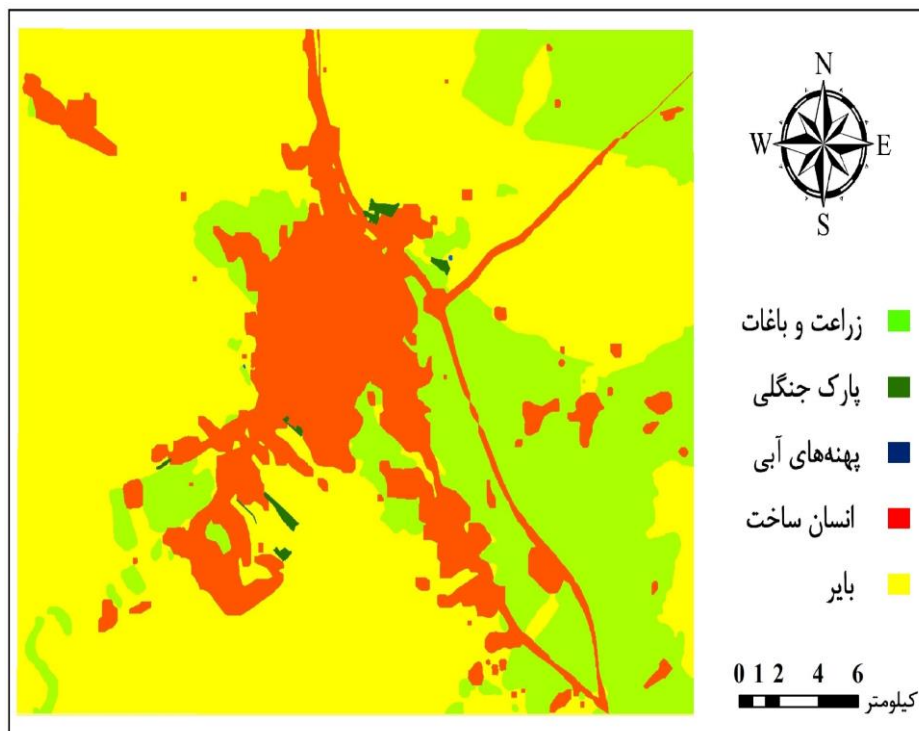 N
W E
S
زراعت و باغات
پارک جنگلی
پهنه‌های آبی
انسان ساخت
بایر
0 1 2 4 6
کیلومتر